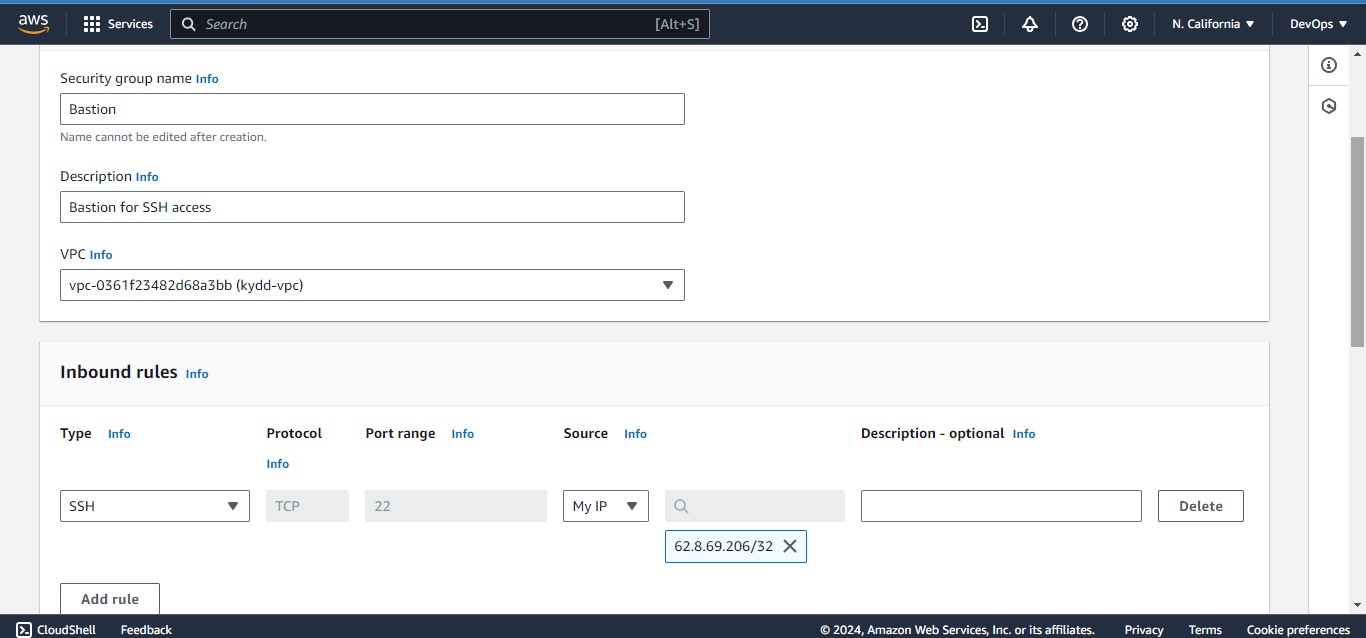 aws Services Search [Alt+S] N. California DevOps
Security group name Info
Bastion
Name cannot be edited after creation.
Description Info
Bastion for SSH access
VPC Info
vpc-0361f23482d68a3bb (kydd-vpc)
Inbound rules Info
Type Info Protocol Port range Info Source Info Description - optional Info
Info
SSH TCP 22 My IP Delete
62.8.69.206/32
Add rule
CloudShell Feedback © 2024, Amazon Web Services, Inc. or its affiliates. Privacy Terms Cookie preferences